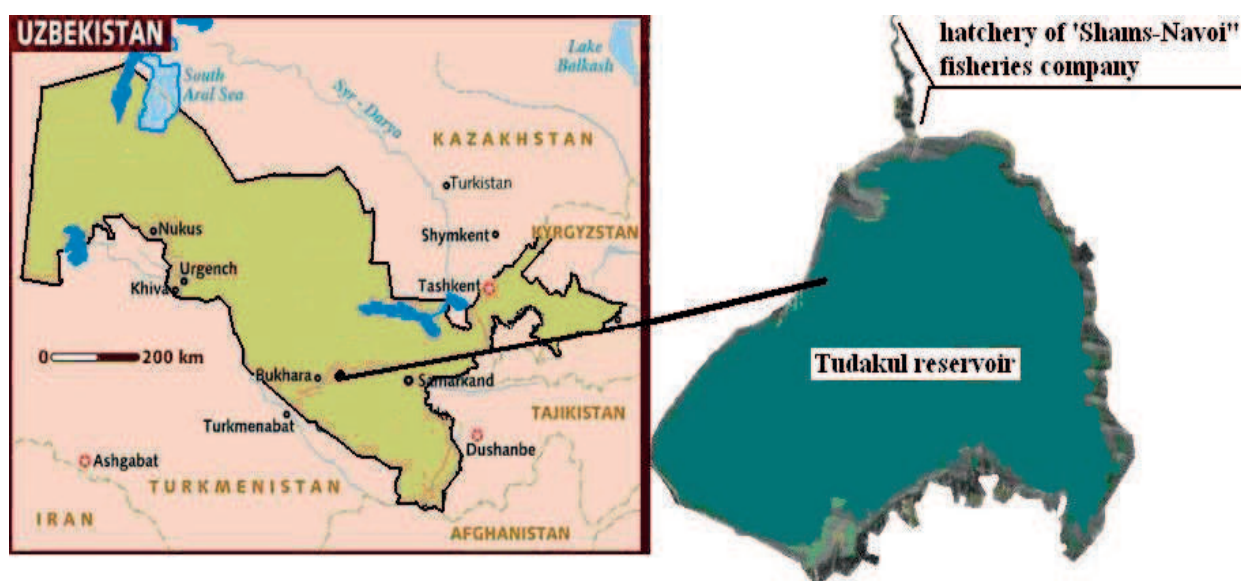 UZBEKISTAN
South
Aral Sea
Lake
Balkash
Syr - Darya
KAZAKHSTAN
Turkistan
Nukus
Shymkent
KYRGYZSTAN
Urgench
Khiva
Tashkent
0 200 km
Bukhara
Samarkand
Turkmenabat
TAJIKISTAN
Dushanbe
Ashgabat
TURKMENISTAN
IRAN
AFGHANISTAN
hatchery of 'Shams-Navoi"
fisheries company
Tudakul reservoir